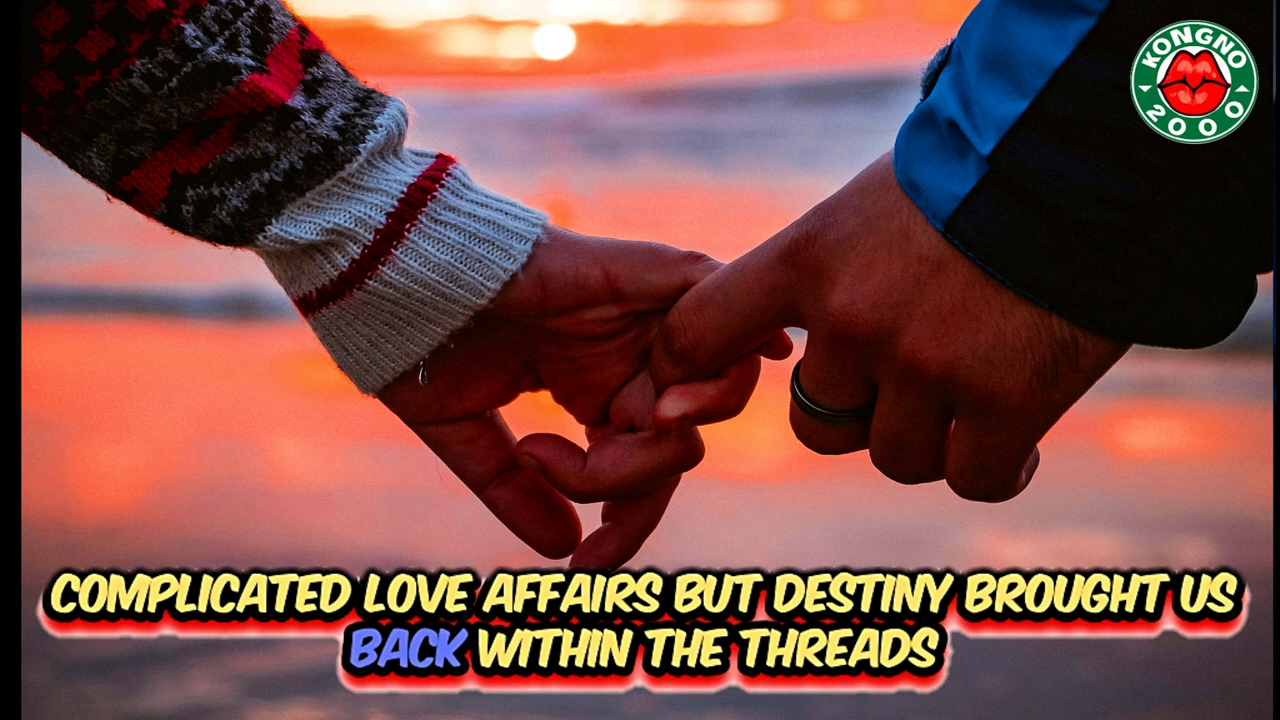 KONGNO
2000
COMPLICATED LOVE AFFAIRS BUT DESTINY BROUGHT US
BACK WITHIN THE THREADS